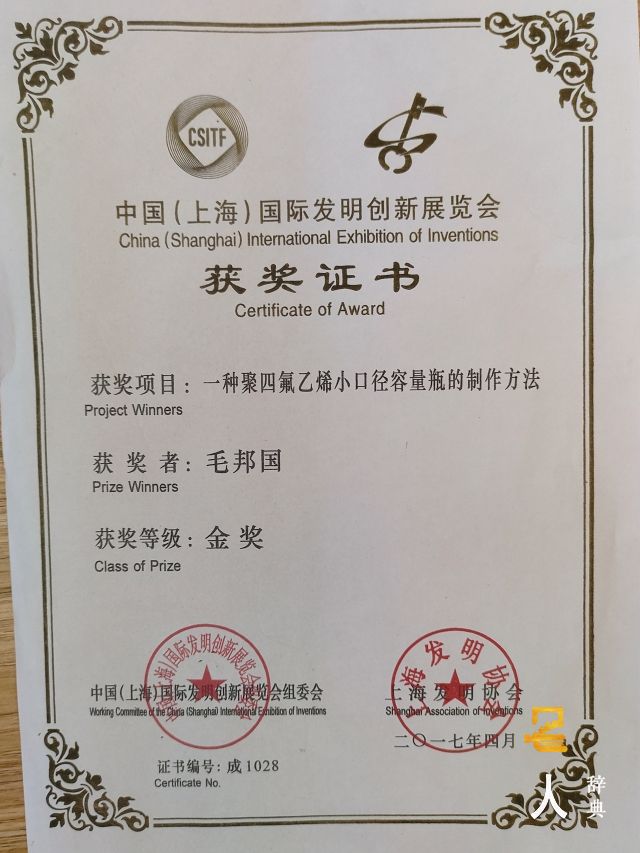 CSITF
中国(上海)国际发明创新展览会
China (Shanghai) International Exhibition of Inventions
获奖证书
Certificate of Award
获奖项目:一种聚四氟乙烯小口径容量瓶的制作方法
Project Winners
获奖者:毛邦国
Prize Winners
获奖等级:金奖
Class of Prize
中国(上海)国际发明创新展览会组委会
Working Committee of the China (Shanghai) International Exhibition of Inventions
上海发明协会
Shanghai Association of Inventions
二〇一七年四月
证书编号:成1028
Certificate No.
人
辞典